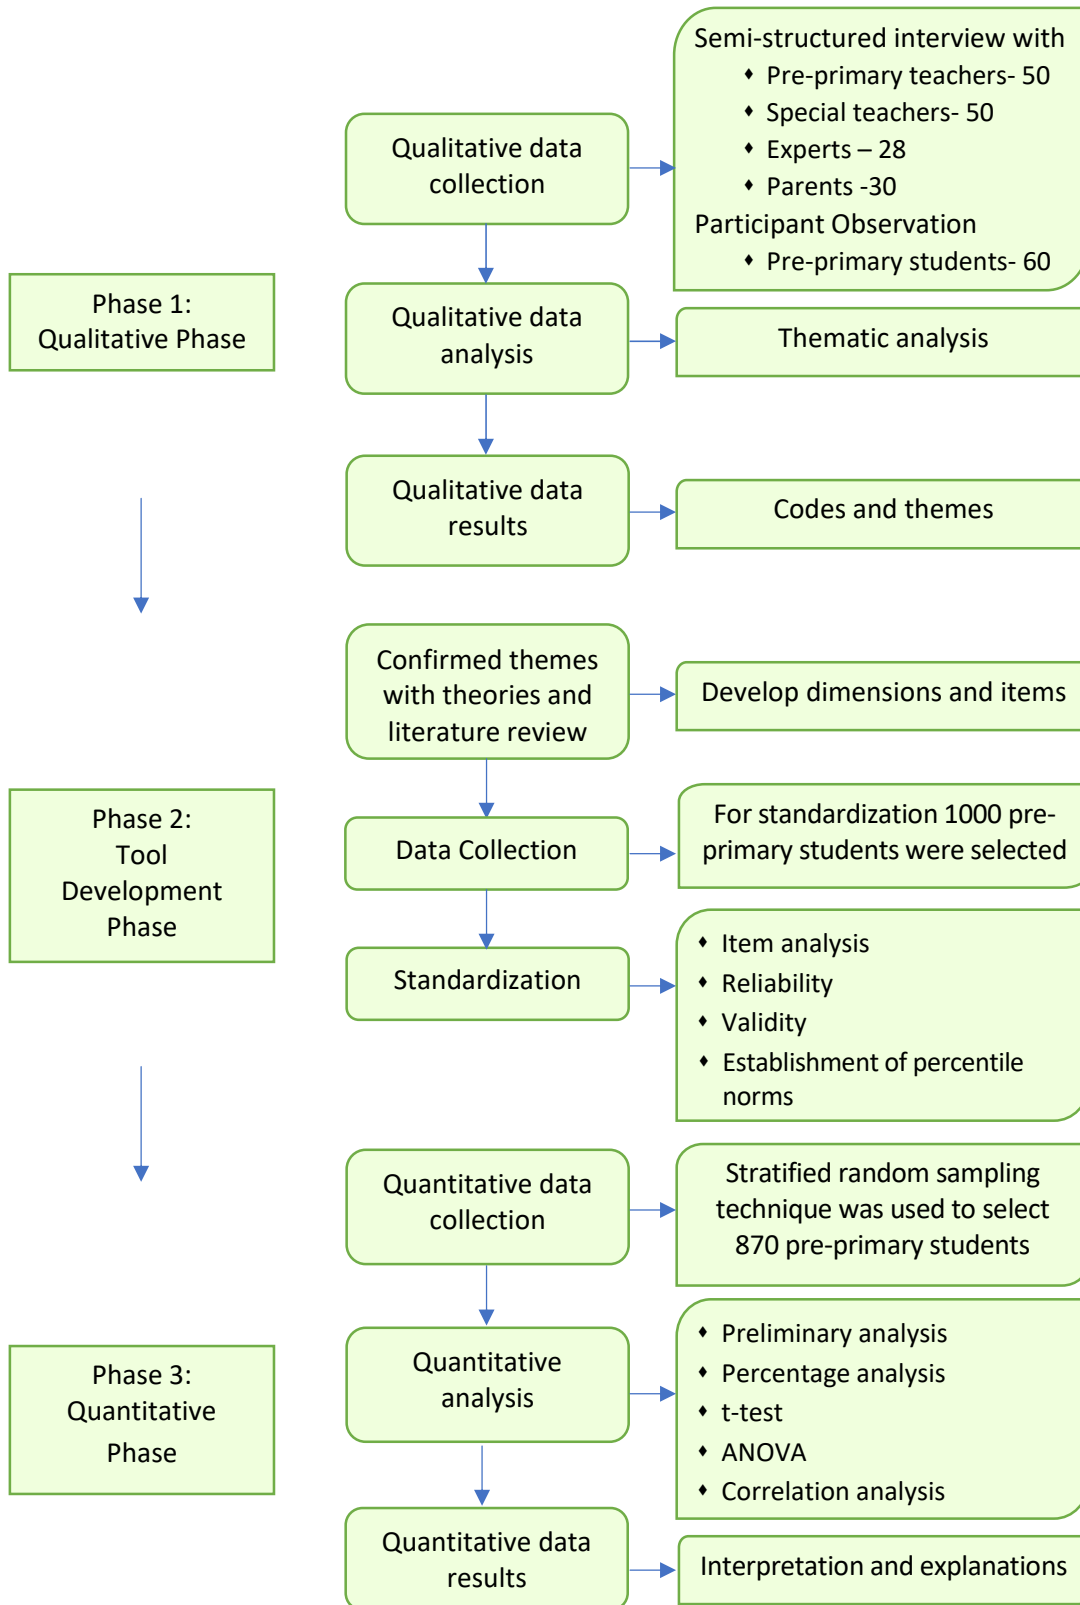 Semi-structured interview with
♦ Pre-primary teachers- 50
♦ Special teachers- 50
♦ Experts – 28
♦ Parents -30
Participant Observation
♦ Pre-primary students- 60
Qualitative data
collection
Phase 1:
Qualitative Phase
Qualitative data
analysis
Thematic analysis
Qualitative data
results
Codes and themes
Confirmed themes
with theories and
literature review
Develop dimensions and items
Phase 2:
Tool
Development
Phase
Data Collection
For standardization 1000 pre-
primary students were selected
Standardization
♦ Item analysis
♦ Reliability
♦ Validity
♦ Establishment of percentile
norms
Quantitative data
collection
Stratified random sampling
technique was used to select
870 pre-primary students
Phase 3:
Quantitative
Phase
Quantitative
analysis
♦ Preliminary analysis
♦ Percentage analysis
♦ t-test
♦ ANOVA
♦ Correlation analysis
Quantitative data
results
Interpretation and explanations